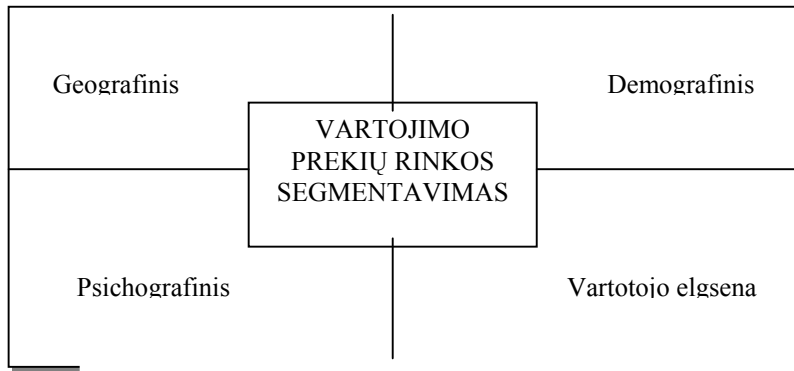 Geografinis
Demografinis
VARTOJIMO
PREKIŲ RINKOS
SEGMENTAVIMAS
Psichografinis
Vartotojo elgsena